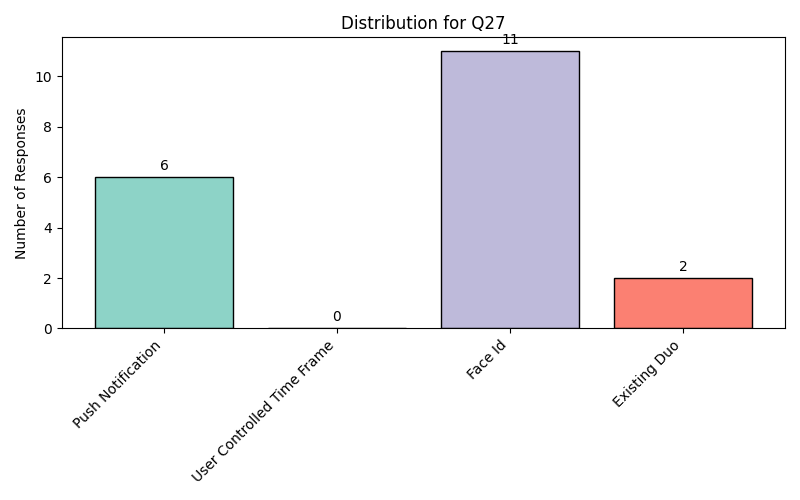 Distribution for Q27
Number of Responses
10
8
6
4
2
0
6
0
11
2
Push Notification
User Controlled Time Frame
Face Id
Existing Duo